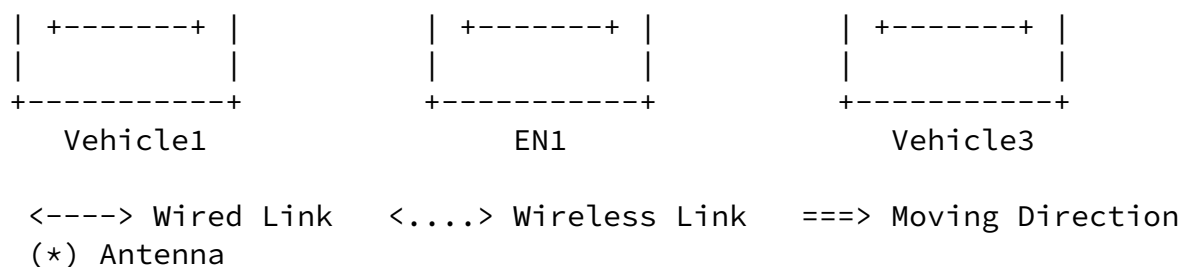 | +-------+ |            | +-------+ |            | +-------+ |
|           |            |           |            |           |
+-----------+            +-----------+            +-----------+
   Vehicle1                   EN1                    Vehicle3
 <----> Wired Link   <....> Wireless Link   ===> Moving Direction
 (*) Antenna